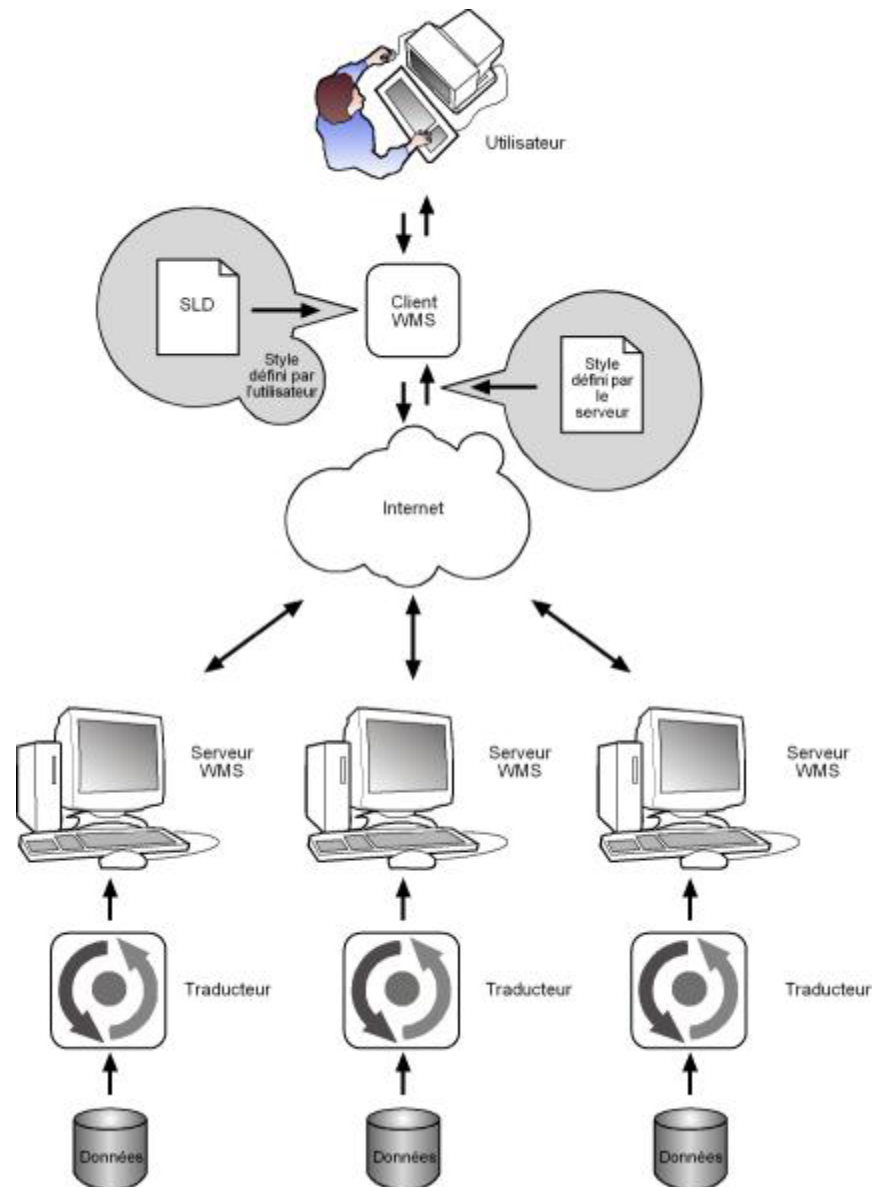 Utilisateur
SLD
Client
WMS
Style
défini par
l'utilisateur
Style
défini par
le
serveur
Internet
Serveur
WMS
Serveur
WMS
Serveur
WMS
Traducteur
Traducteur
Traducteur
Données
Données
Données